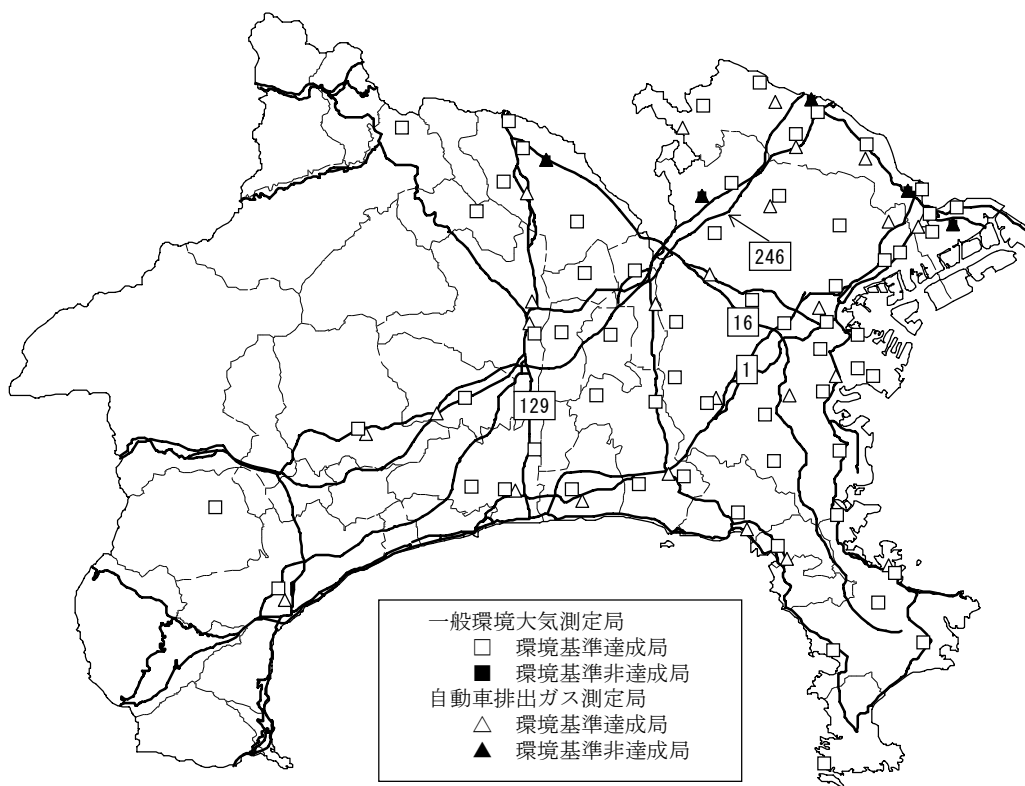 246
16
1
129
一般環境大気測定局
□ 環境基準達成局
■ 環境基準非達成局
自動車排出ガス測定局
△ 環境基準達成局
▲ 環境基準非達成局